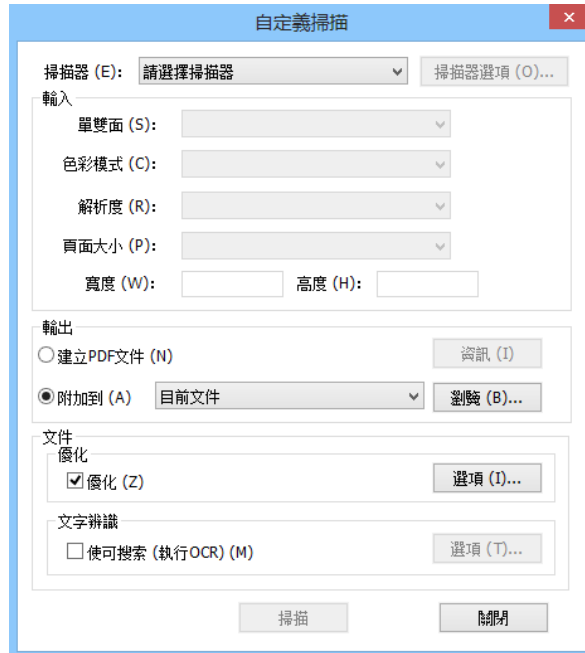 自定義掃描
掃描器 (E): 請選擇掃描器 掃描器選項 (O)...
輸入
單雙面 (S):
色彩模式 (C):
解析度 (R):
頁面大小 (P):
寬度 (W): 高度 (H):
輸出
建立PDF文件 (N) 資訊 (I)
附加到 (A) 目前文件 瀏覽 (B)...
文件
優化
優化 (Z) 選項 (I)...
文字辨識
使可搜索 (執行OCR) (M) 選項 (T)...
掃描 關閉